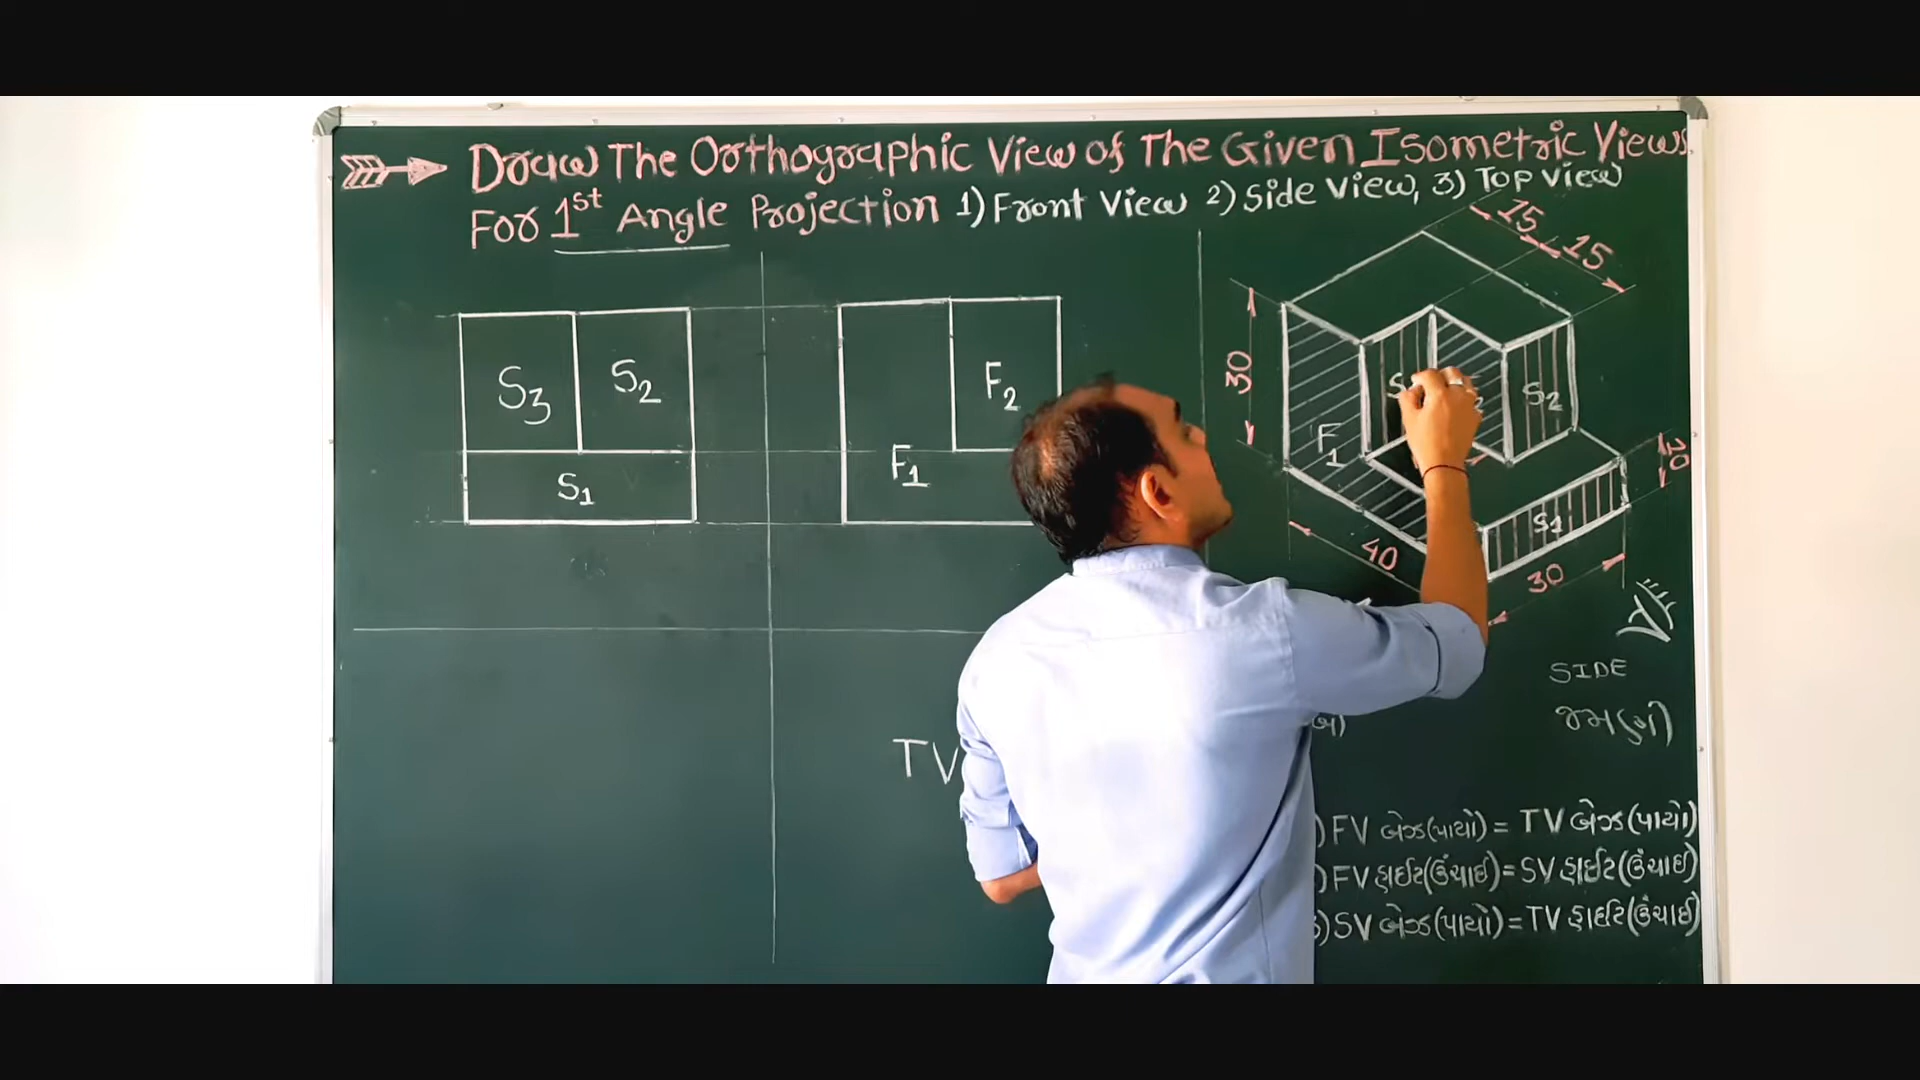 Draw The Orthographic View of The Given Isometric Views
For 1st Angle Projection 1) Front View 2) Side View, 3) Top View
S3
S2
S1
F2
F1
TV
15
15
30
S2
F1
S1
20
40
30
SIDE
FV બેઝ(પાયો) = TV બેઝ(પાયો)
FV હાઈટ(ઉંચાઈ) = SV હાઈટ(ઉંચાઈ)
SV બેઝ(પાયો) = TV હાઈટ(ઉંચાઈ)